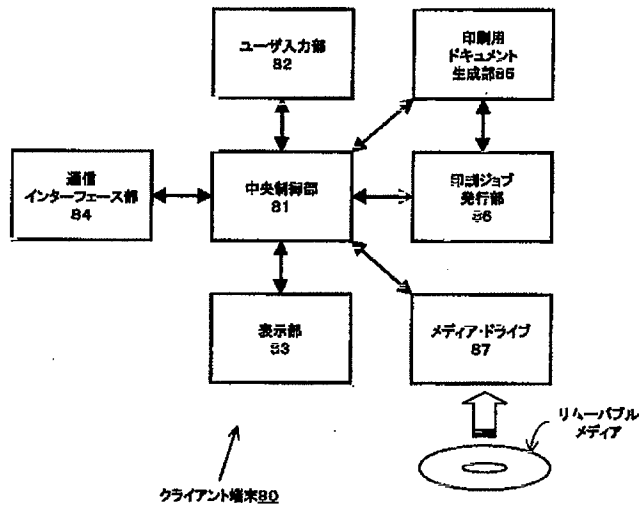 ユーザ入力部
82
印刷用
ドキュメント
生成部85
通信
インターフェース部
84
中央制御部
81
印刷ジョブ
発行部
86
表示部
83
メディア・ドライブ
87
リムーバブル
メディア
クライアント端末80